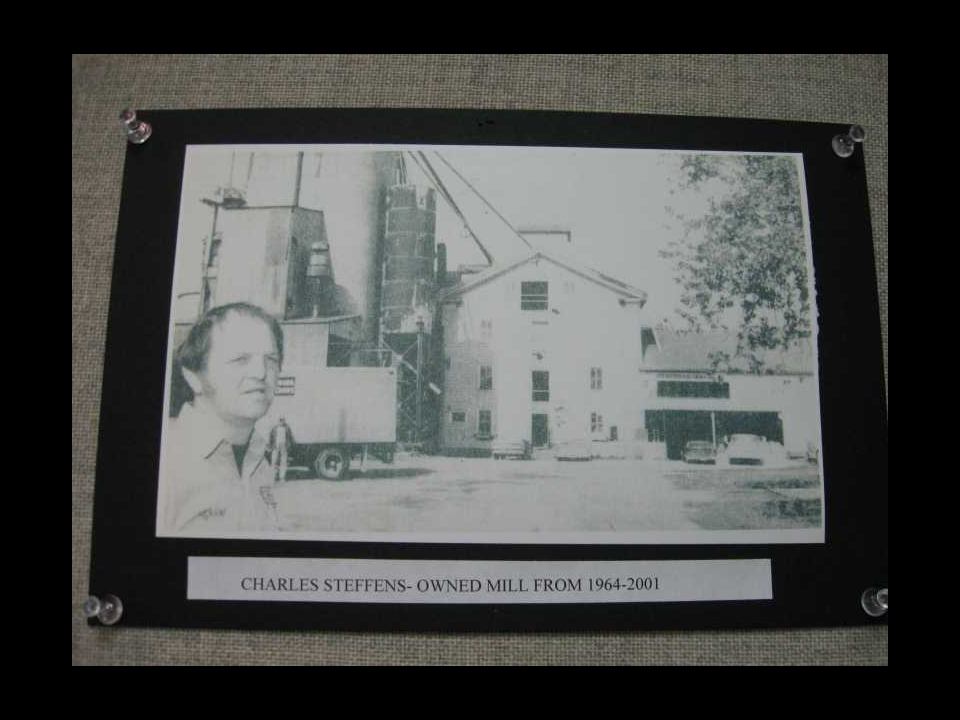 CHARLES STEFFENS- OWNED MILL FROM 1964-2001